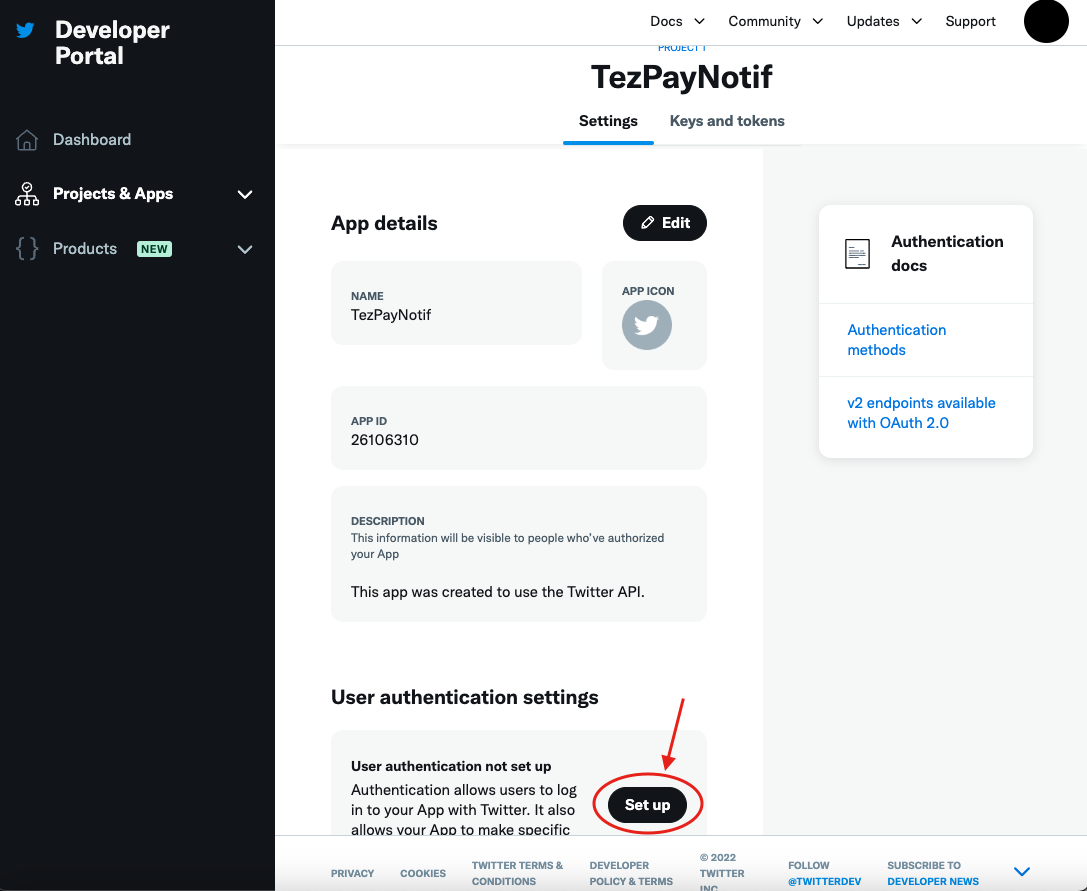 Developer
Portal
Docs
Community
Updates
Support
PROJECT 1
TezPayNotif
Settings
Keys and tokens
Dashboard
Projects & Apps
Products
NEW
App details
Edit
NAME
TezPayNotif
APP ICON
APP ID
26106310
DESCRIPTION
This information will be visible to people who've authorized
your App
This app was created to use the Twitter API.
Authentication
docs
Authentication
methods
v2 endpoints available
with OAuth 2.0
User authentication settings
User authentication not set up
Authentication allows users to log
in to your App with Twitter. It also
allows your App to make specific
Set up
PRIVACY
COOKIES
TWITTER TERMS &
CONDITIONS
DEVELOPER
POLICY & TERMS
© 2022
TWITTER
INC.
FOLLOW
@TWITTERDEV
SUBSCRIBE TO
DEVELOPER NEWS